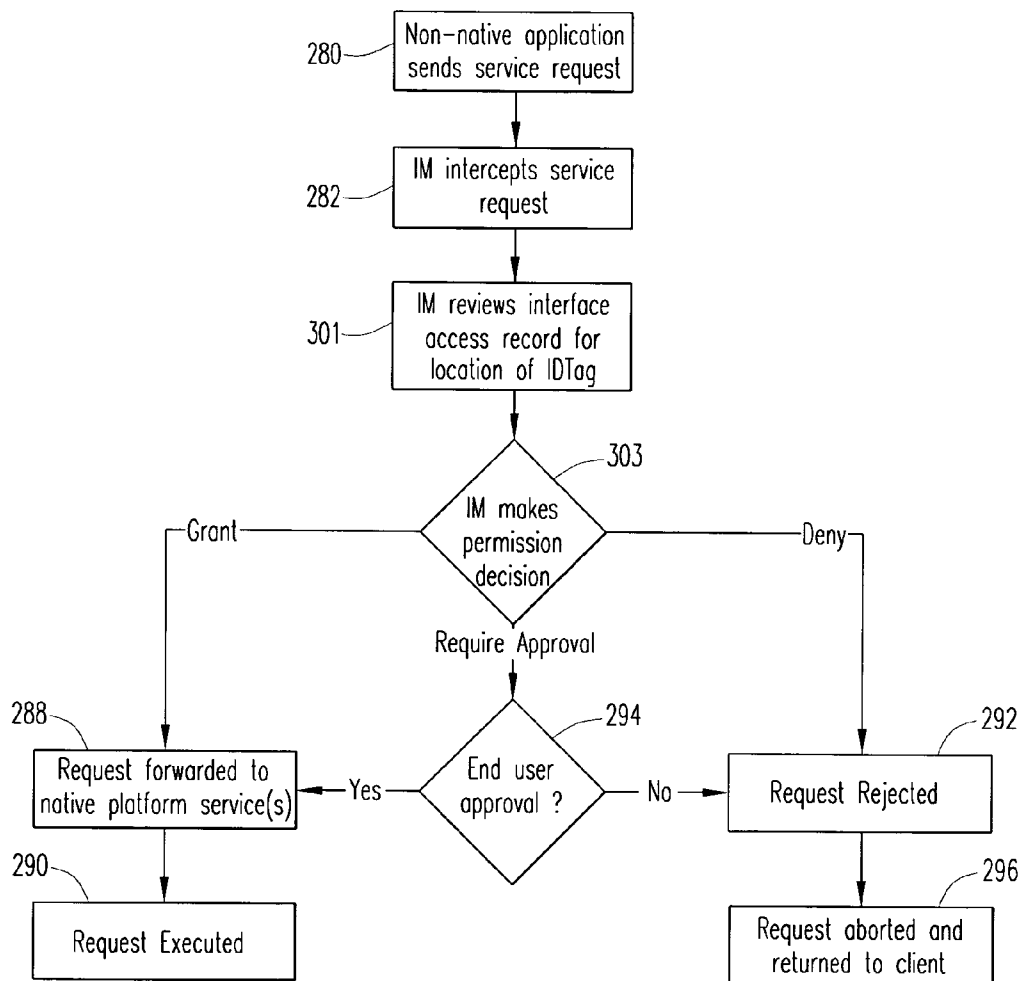 280
Non-native application
sends service request
282
IM intercepts service
request
301
IM reviews interface
access record for
location of IDTag
303
IM makes
permission
decision
Grant
Deny
Require Approval
288
Request forwarded to
native platform service(s)
Yes
294
End user
approval ?
No
292
Request Rejected
290
Request Executed
296
Request aborted and
returned to client